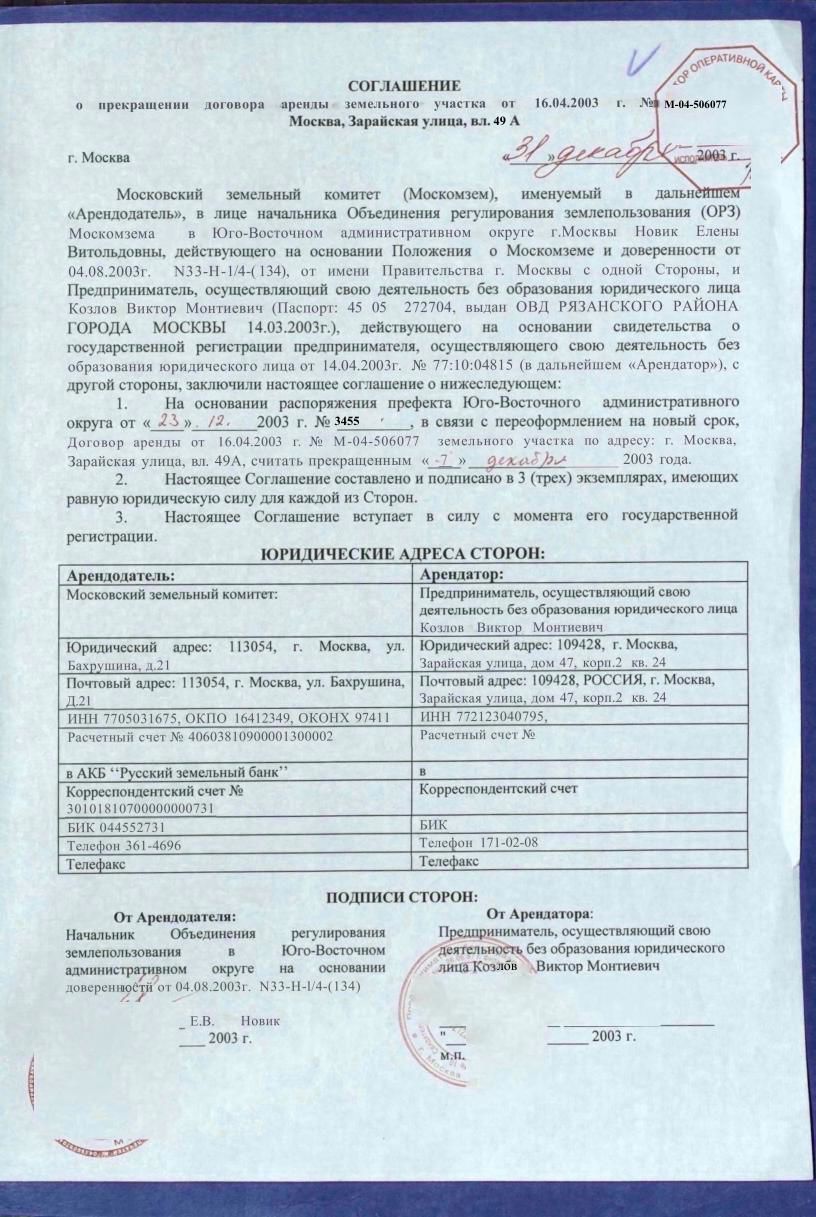 ТОР ОПЕРАТИВНОЙ КАР
СОГЛАШЕНИЕ
о прекращении договора аренды земельного участка от 16.04.2003 г. № М-04-506077
Москва, Зарайская улица, вл. 49 А
г. Москва «31» декабря 2003 г.
Московский земельный комитет (Москомзем), именуемый в дальнейшем
«Арендодатель», в лице начальника Объединения регулирования землепользования (ОРЗ)
Москомзема в Юго-Восточном административном округе г.Москвы Новик Елены
Витольдовны, действующего на основании Положения о Москомземе и доверенности от
04.08.2003г. N33-Н-1/4-(134), от имени Правительства г. Москвы с одной Стороны, и
Предприниматель, осуществляющий свою деятельность без образования юридического лица
Козлов Виктор Монтиевич (Паспорт: 45 05 272704, выдан ОВД РЯЗАНСКОГО РАЙОНА
ГОРОДА МОСКВЫ 14.03.2003г.), действующего на основании свидетельства о
государственной регистрации предпринимателя, осуществляющего свою деятельность без
образования юридического лица от 14.04.2003г. № 77:10:04815 (в дальнейшем «Арендатор»), с
другой стороны, заключили настоящее соглашение о нижеследующем:
1. На основании распоряжения префекта Юго-Восточного административного
округа от «23» 12. 2003 г. № 3455, в связи с переоформлением на новый срок,
Договор аренды от 16.04.2003 г. № М-04-506077 земельного участка по адресу: г. Москва,
Зарайская улица, вл. 49А, считать прекращенным «7» декабря 2003 года.
2. Настоящее Соглашение составлено и подписано в 3 (трех) экземплярах, имеющих
равную юридическую силу для каждой из Сторон.
3. Настоящее Соглашение вступает в силу с момента его государственной
регистрации.
ЮРИДИЧЕСКИЕ АДРЕСА СТОРОН:
Арендодатель: Арендатор:
Московский земельный комитет: Предприниматель, осуществляющий свою
деятельность без образования юридического лица
Козлов Виктор Монтиевич
Юридический адрес: 113054, г. Москва, ул. Юридический адрес: 109428, г. Москва,
Бахрушина, д.21 Зарайская улица, дом 47, корп.2 кв. 24
Почтовый адрес: 113054, г. Москва, ул. Бахрушина, Почтовый адрес: 109428, РОССИЯ, г. Москва,
Д.21 Зарайская улица, дом 47, корп.2 кв. 24
ИНН 7705031675, ОКПО 16412349, ОКОНХ 97411 ИНН 772123040795,
Расчетный счет № 40603810900001300002 Расчетный счет №
в АКБ ‘‘Русский земельный банк’’ в
Корреспондентский счет № Корреспондентский счет
30101810700000000731
БИК 044552731 БИК
Телефон 361-4696 Телефон 171-02-08
Телефакс Телефакс
ПОДПИСИ СТОРОН:
От Арендодателя: От Арендатора:
Начальник Объединения регулирования Предприниматель, осуществляющий свою
землепользования в Юго-Восточном деятельность без образования юридического
административном округе на основании лица Козлов Виктор Монтиевич
доверенности от 04.08.2003г. N33-Н-l/4-(134)
_ Е.В. Новик
___ 2003 г. "___ ______ 2003 г.
м.п.
г. Москва